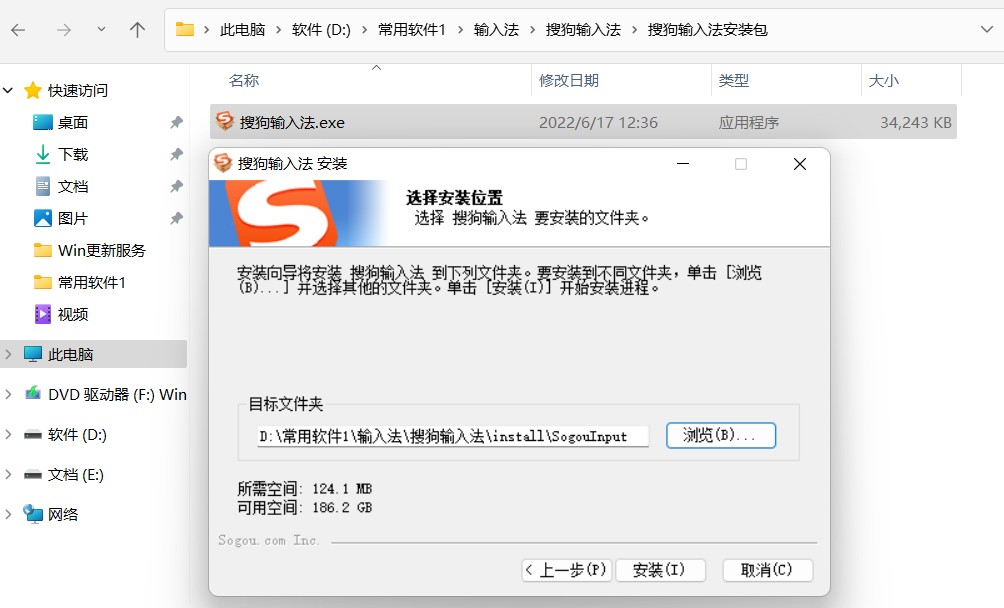 此电脑 > 软件 (D:) > 常用软件1 > 输入法 > 搜狗输入法 > 搜狗输入法安装包
名称 修改日期 类型 大小
快速访问
桌面
下载
文档
图片
Win更新服务
常用软件1
视频
此电脑
DVD 驱动器 (F:) Win
软件 (D:)
文档 (E:)
网络
搜狗输入法.exe 2022/6/17 12:36 应用程序 34,243 KB
搜狗输入法 安装
选择安装位置
选择 搜狗输入法 要安装的文件夹。
安装向导将安装 搜狗输入法 到下列文件夹。要安装到不同文件夹，单击 [浏览
(B)...] 并选择其他的文件夹。单击 [安装(I)] 开始安装进程。
目标文件夹
D:\常用软件1\输入法\搜狗输入法\install\SogouInput 浏览(B)...
所需空间: 124.1 MB
可用空间: 186.2 GB
Sogou.com Inc.
< 上一步(P) 安装(I) 取消(C)